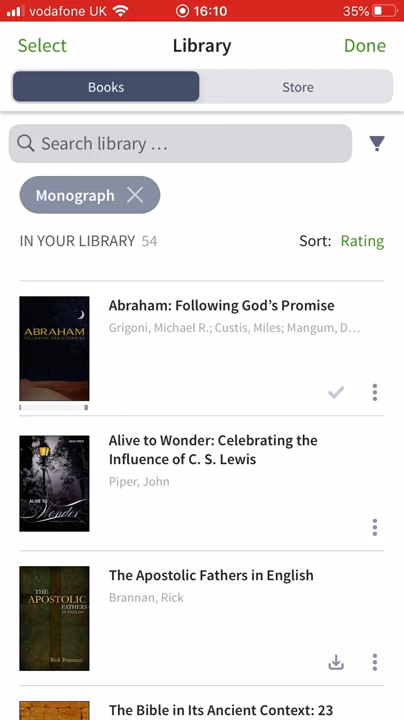 vodafone UK 16:10 35%
Select Library Done
Books Store
Search library ...
Monograph
IN YOUR LIBRARY 54 Sort: Rating
Abraham: Following God's Promise
Grigoni, Michael R.; Custis, Miles; Mangum, D...
ABRAHAM
FOLLOWING GOD'S PROMISE
Alive to Wonder: Celebrating the
Influence of C. S. Lewis
Piper, John
ALIVE TO
Wonder
The Apostolic Fathers in English
Brannan, Rick
THE
APOSTOLIC
FATHERS
IN ENGLISH
Rick Brannan
The Bible in Its Ancient Context: 23